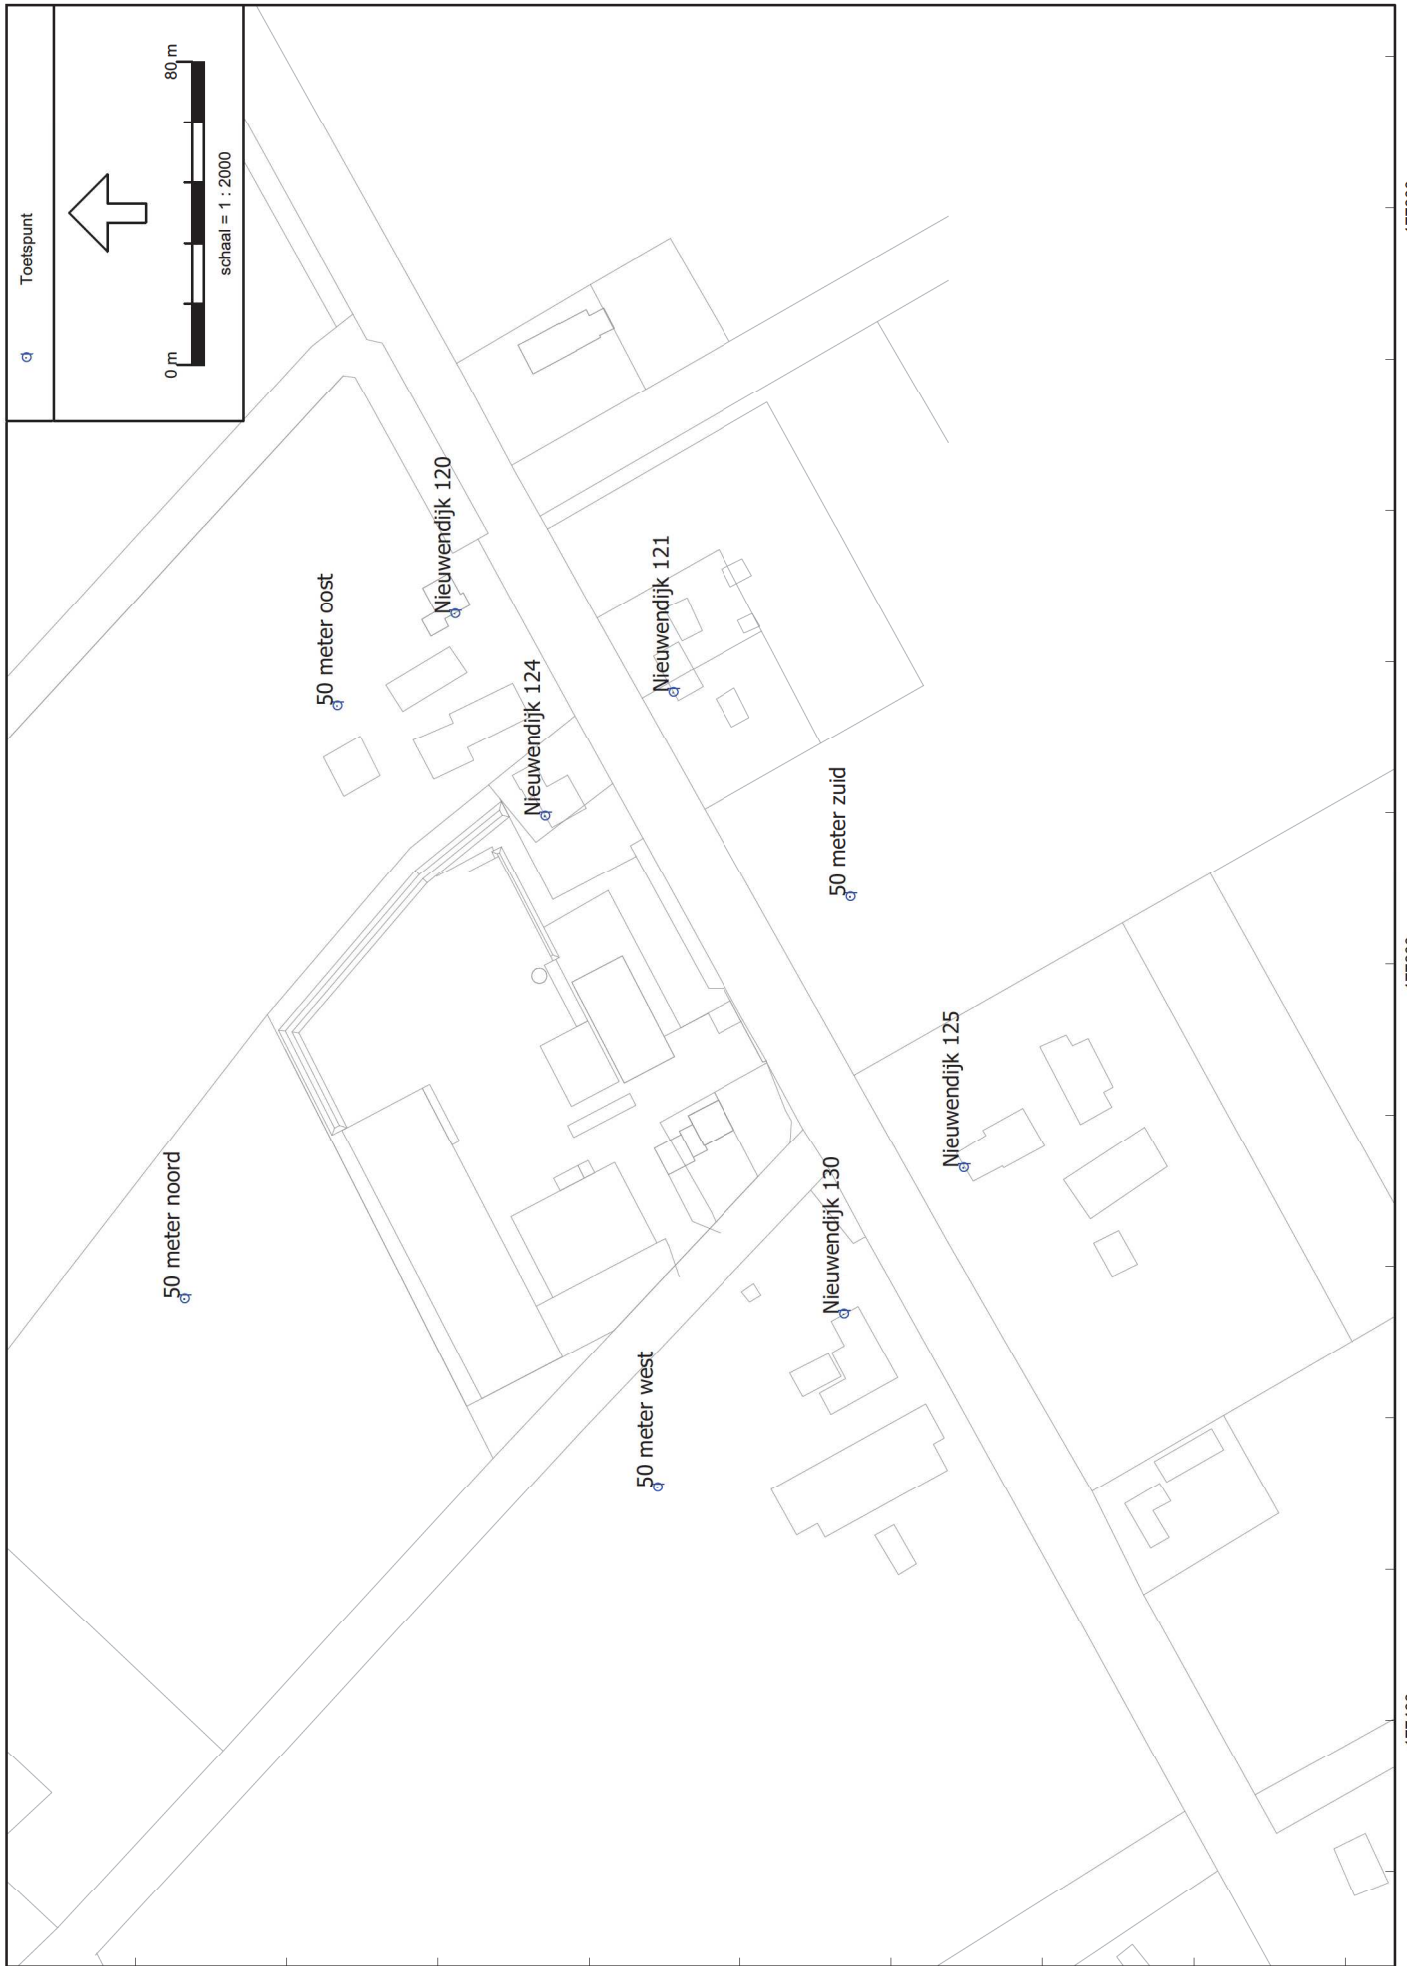 Toetspunt
0 m
80 m
schaal = 1 : 2000
50 meter noord
50 meter oost
Nieuwendijk 120
Nieuwendijk 124
50 meter west
Nieuwendijk 121
Nieuwendijk 130
50 meter zuid
Nieuwendijk 125